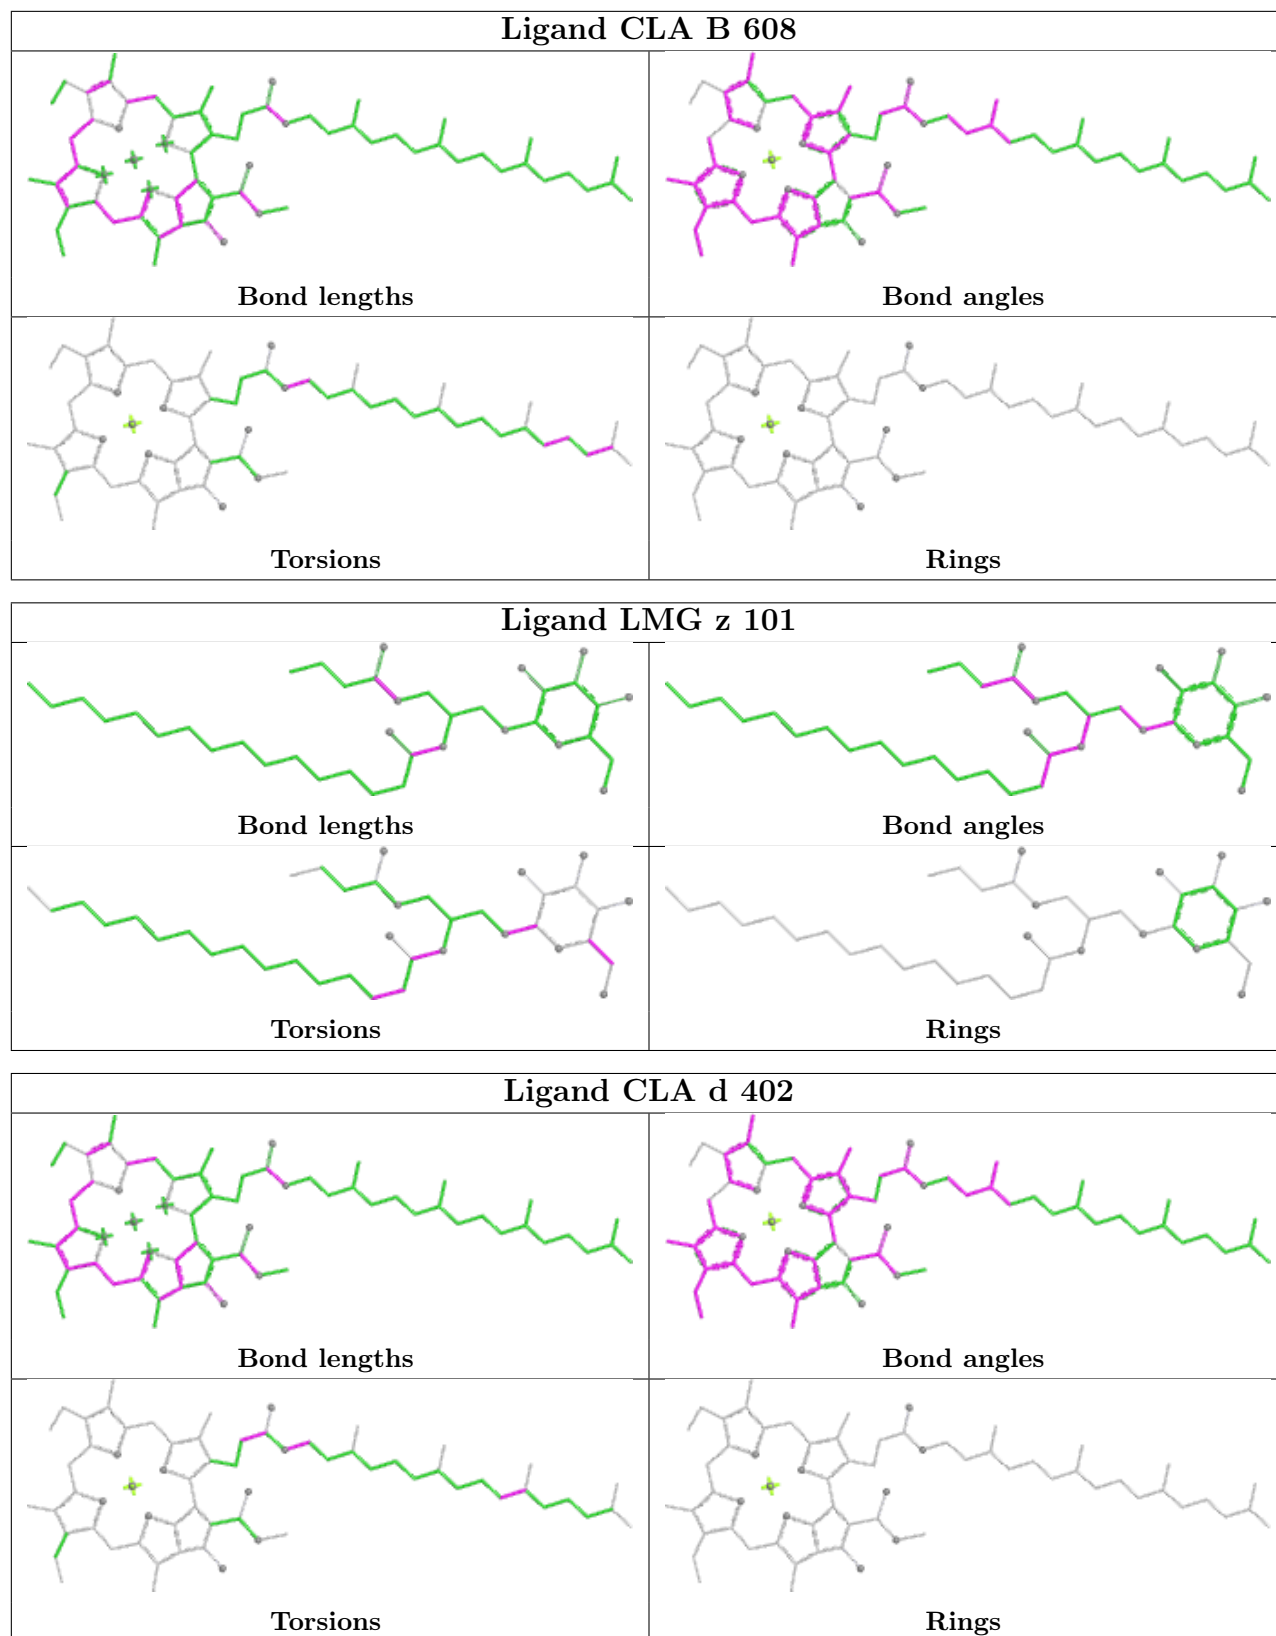 Ligand CLA B 608
Bond lengths
Bond angles
Torsions
Rings
Ligand LMG z 101
Bond lengths
Bond angles
Torsions
Rings
Ligand CLA d 402
Bond lengths
Bond angles
Torsions
Rings